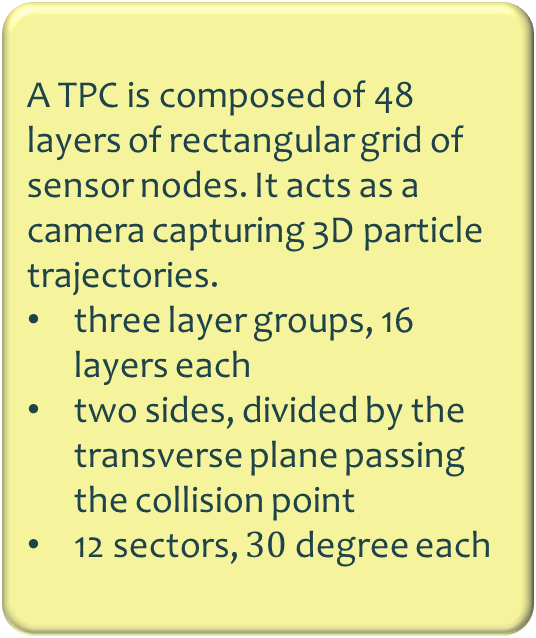 A TPC is composed of 48
layers of rectangular grid of
sensor nodes. It acts as a
camera capturing 3D particle
trajectories.
• three layer groups, 16
layers each
• two sides, divided by the
transverse plane passing
the collision point
• 12 sectors, 30 degree each